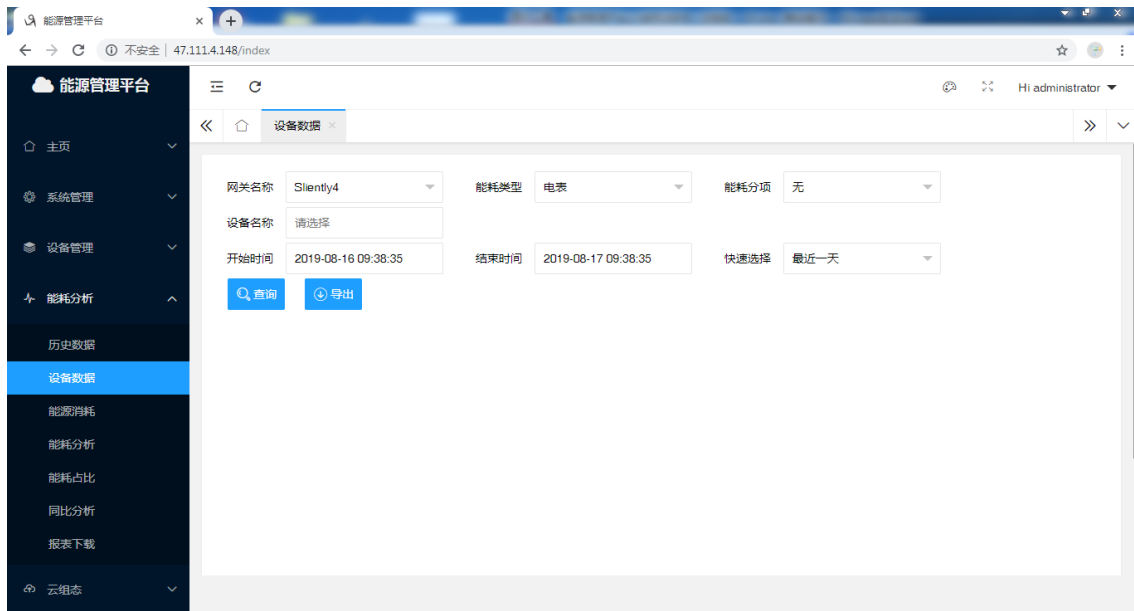 能源管理平台
不安全 | 47.111.4.148/index
能源管理平台
Hi administrator
设备数据
主页
系统管理
设备管理
能耗分析
历史数据
设备数据
能源消耗
能耗分析
能耗占比
同比分析
报表下载
云组态
网关名称 Sliently4 能耗类型 电表 能耗分项 无
设备名称 请选择
开始时间 2019-08-16 09:38:35 结束时间 2019-08-17 09:38:35 快速选择 最近一天
查询 导出